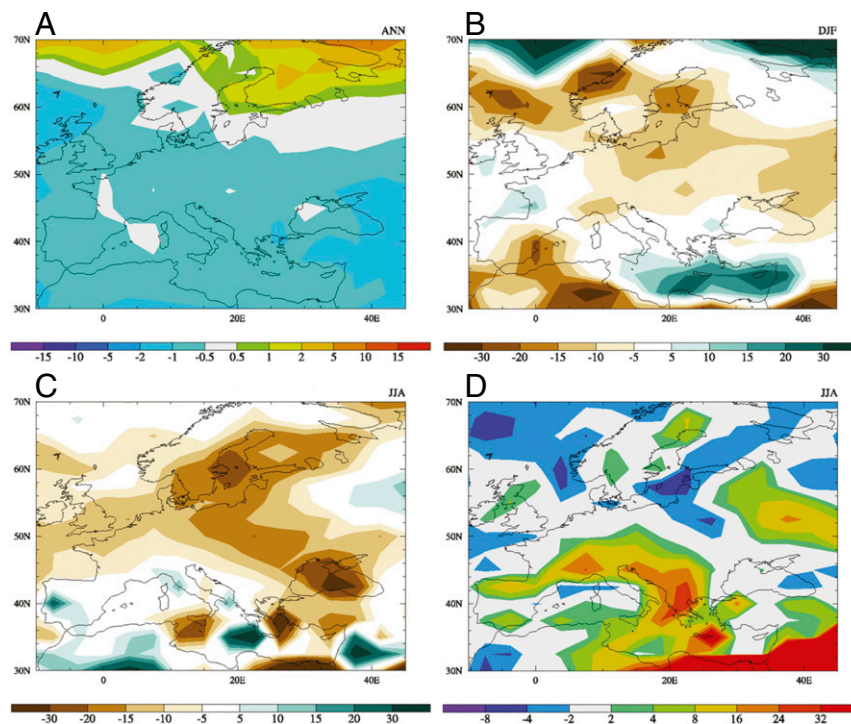 A ANN B DJF
70N 70N
60N 60N
50N 50N
40N 40N
30N 30N
0 20E 40E 0 20E 40E
-15 -10 -5 -2 -1 -0.5 0.5 1 2 5 10 15 -30 -20 -15 -10 -5 5 10 15 20 30
C JJA D JJA
70N 70N
60N 60N
50N 50N
40N 40N
30N 30N
0 20E 40E 0 20E 40E
-30 -20 -15 -10 -5 5 10 15 20 30 -8 -4 -2 2 4 8 16 24 32